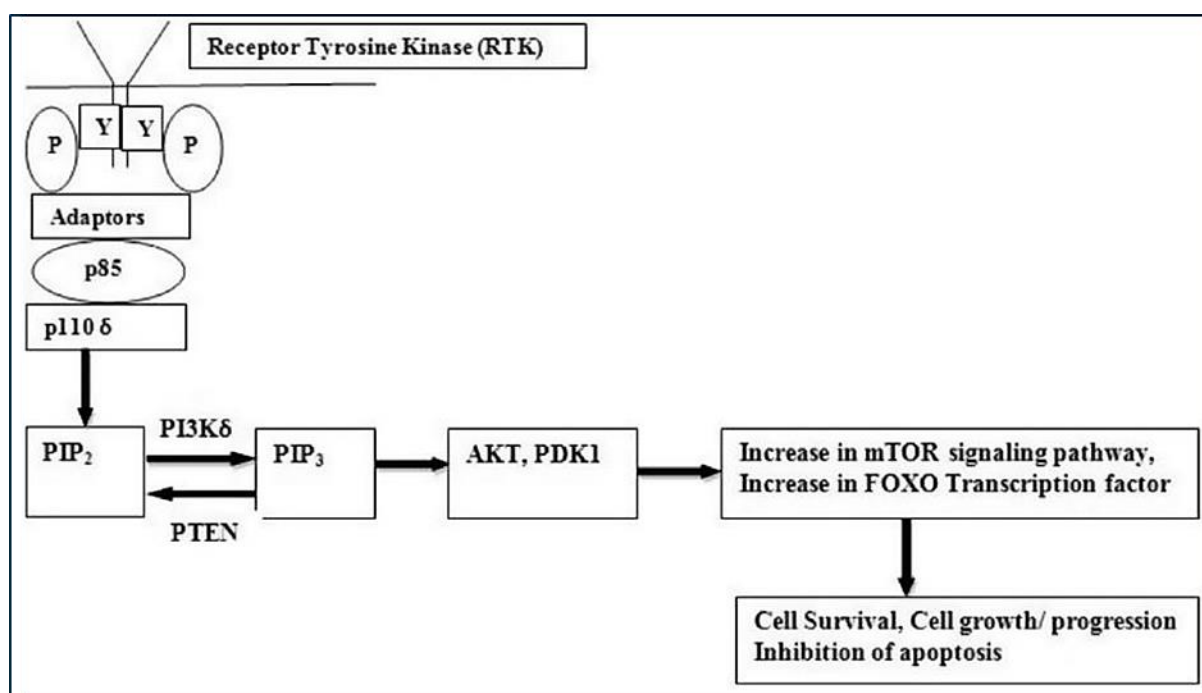 Receptor Tyrosine Kinase (RTK)
P
Y
Y
P
Adaptors
p85
p110 δ
PIP₂
PI3Kδ
PTEN
PIP₃
AKT, PDK1
Increase in mTOR signaling pathway,
Increase in FOXO Transcription factor
Cell Survival, Cell growth/ progression
Inhibition of apoptosis